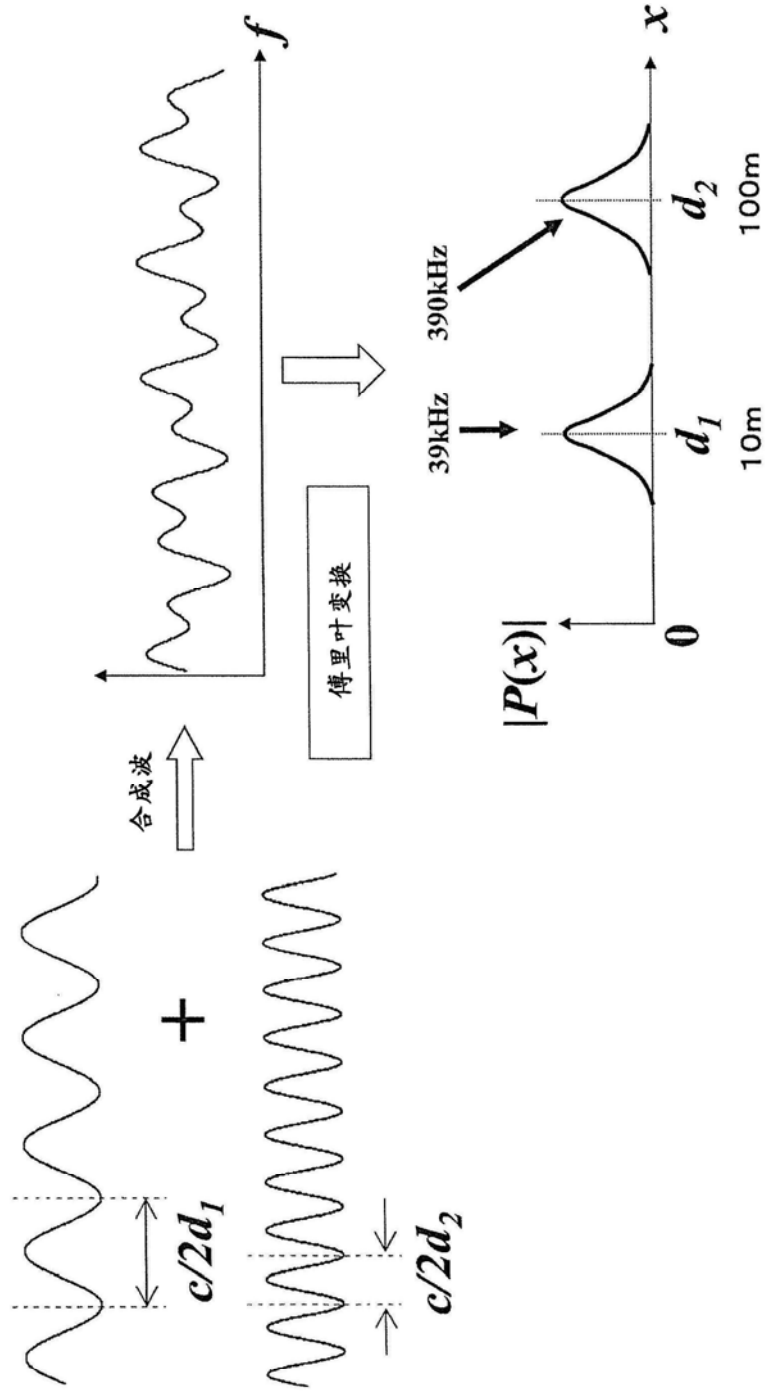 c/2d₁
+
c/2d₂
合成波
f
傅里叶变换
|P(x)|
39kHz
390kHz
0
d₁
d₂
x
10m
100m